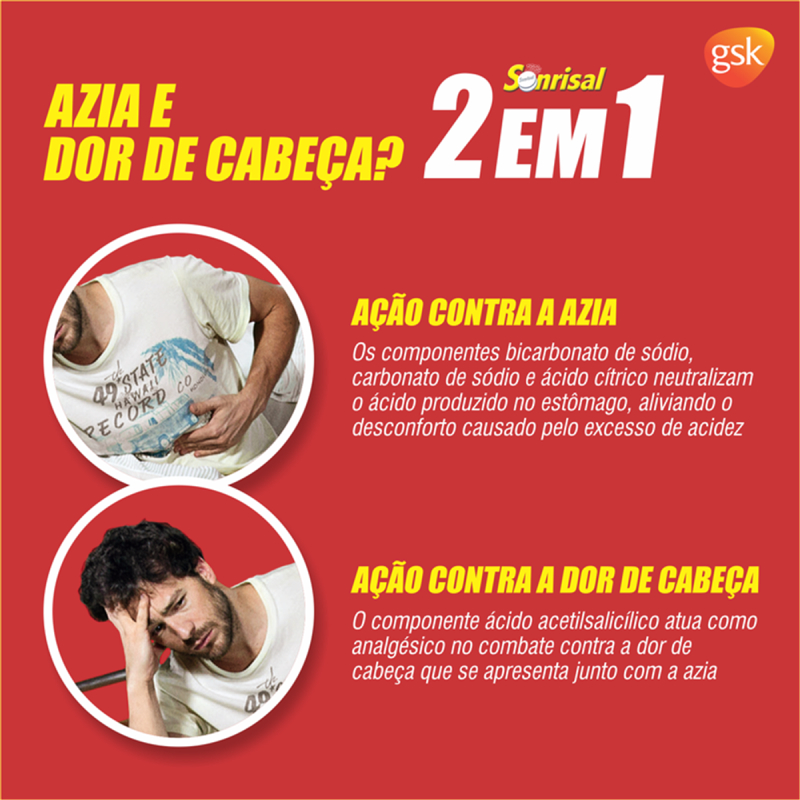 gsk
AZIA E
DOR DE CABEÇA?
Sonrisal
2 EM 1
AÇÃO CONTRA A AZIA
Os componentes bicarbonato de sódio,
carbonato de sódio e ácido cítrico neutralizam
o ácido produzido no estômago, aliviando o
desconforto causado pelo excesso de acidez
49º STATE
HAWAII
RECORD CO
AÇÃO CONTRA A DOR DE CABEÇA
O componente ácido acetilsalicílico atua como
analgésico no combate contra a dor de
cabeça que se apresenta junto com a azia